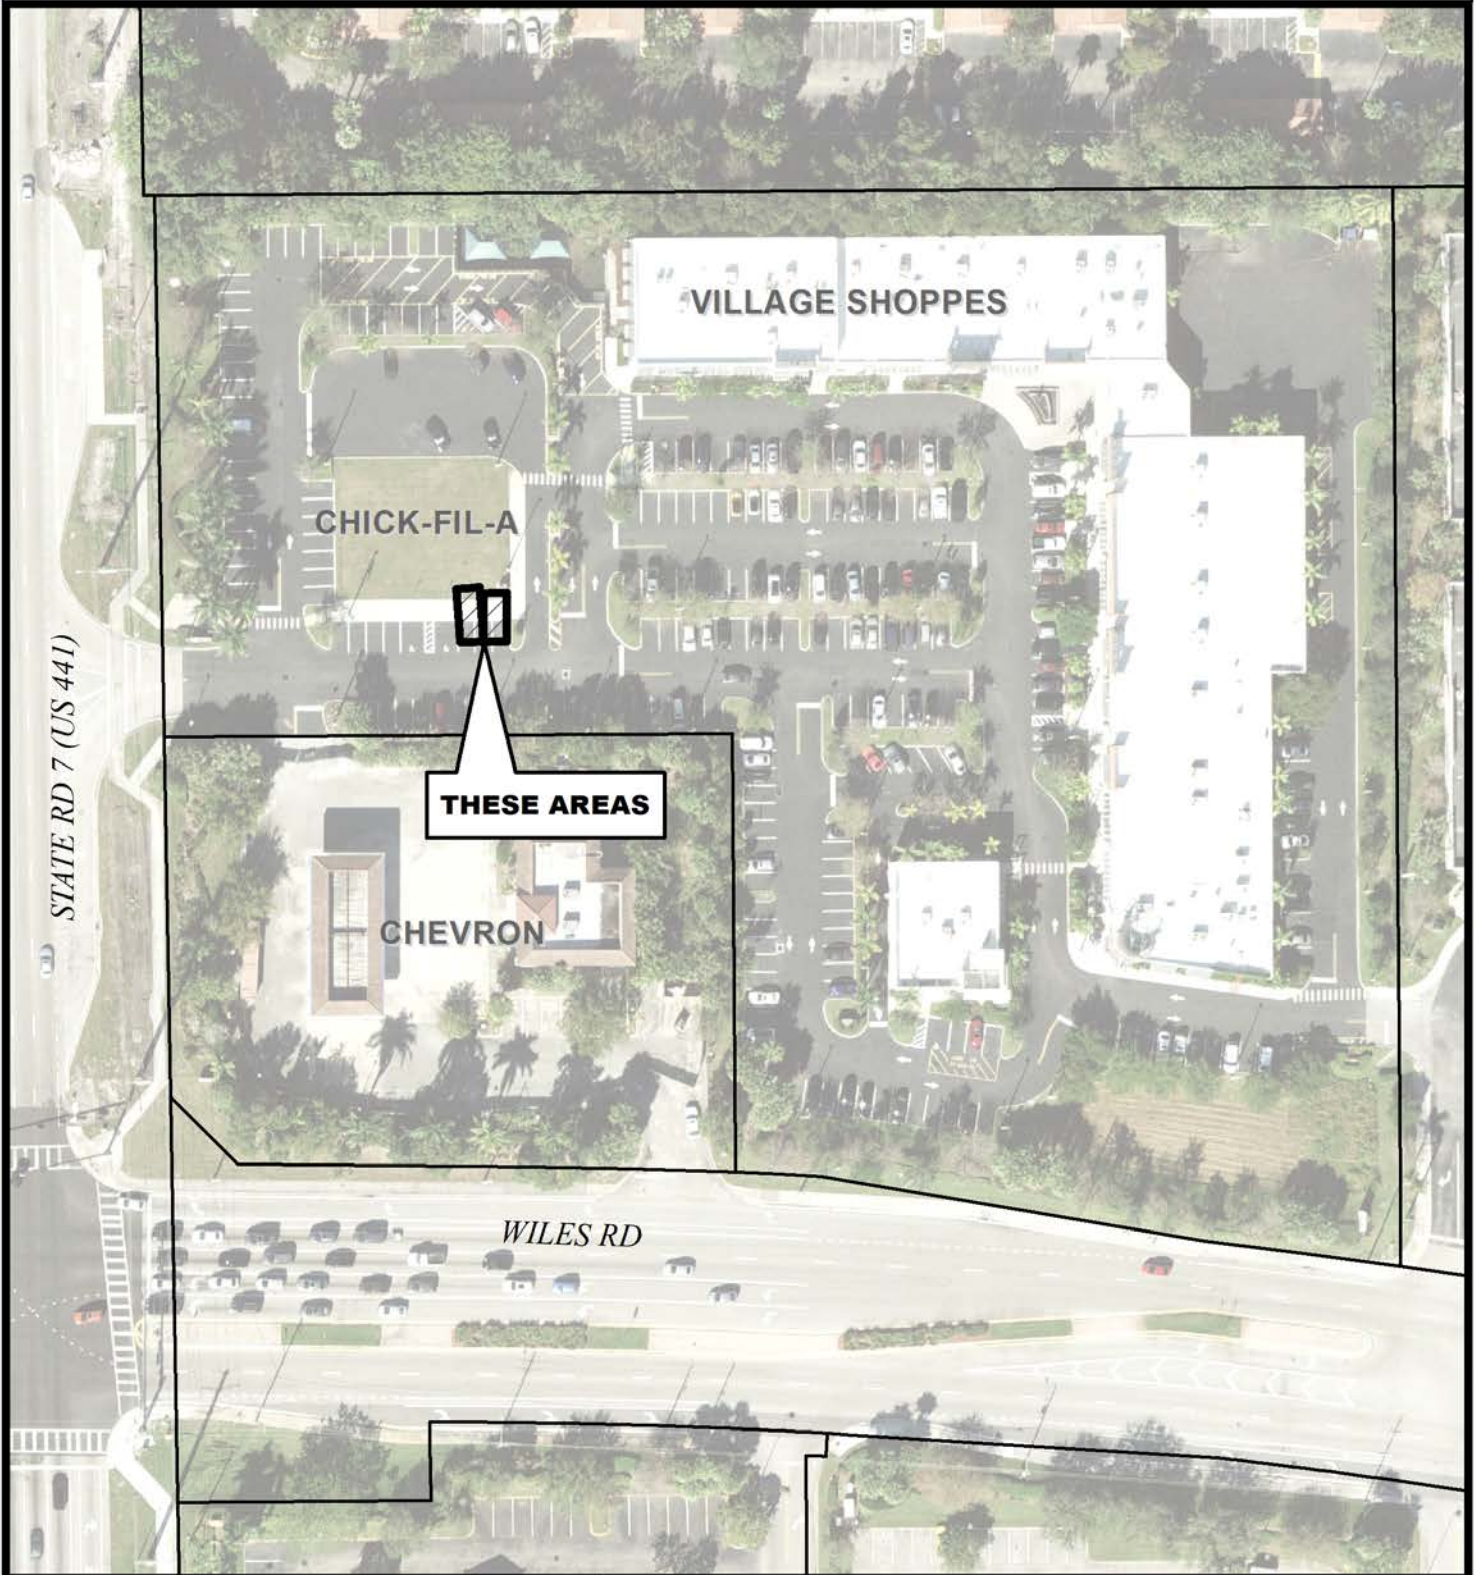 VILLAGE SHOPPES
CHICK-FIL-A
STATE RD 7 (US 441)
THESE AREAS
CHEVRON
WILES RD